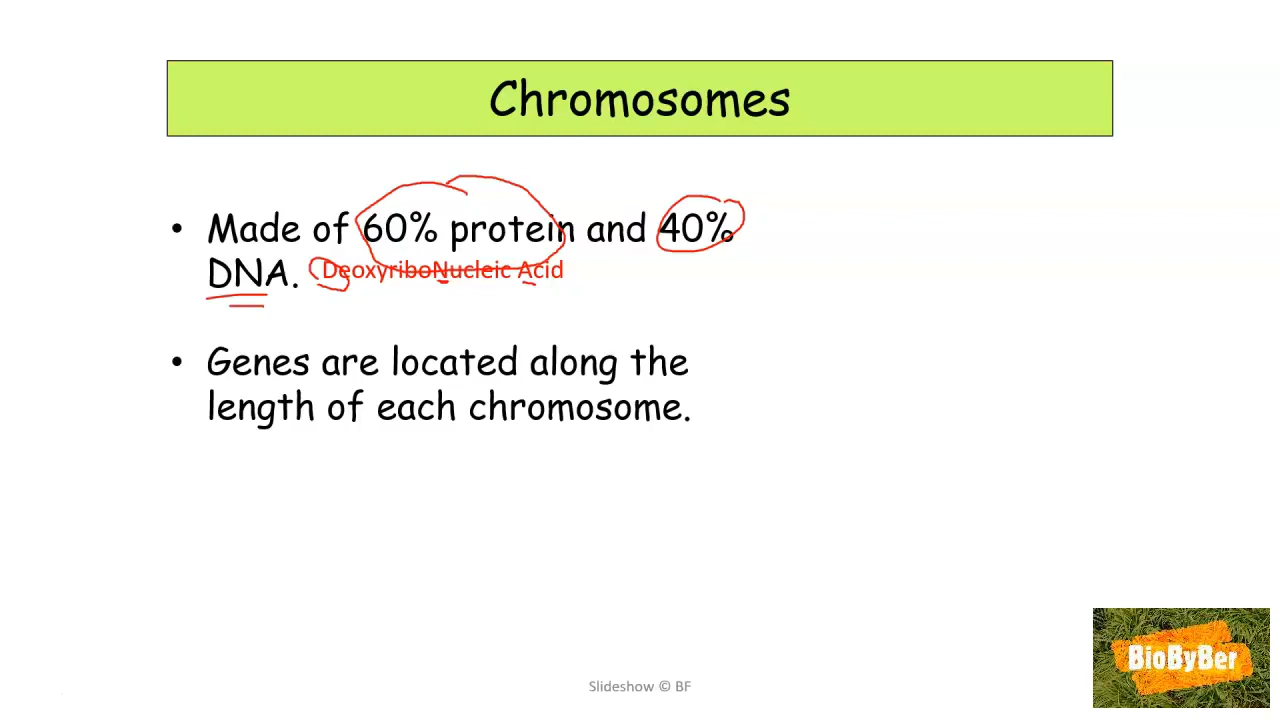 Chromosomes
• Made of 60% protein and 40%
DNA. DeoxyriboNucleic Acid
• Genes are located along the
length of each chromosome.
BioByBer
Slideshow © BF